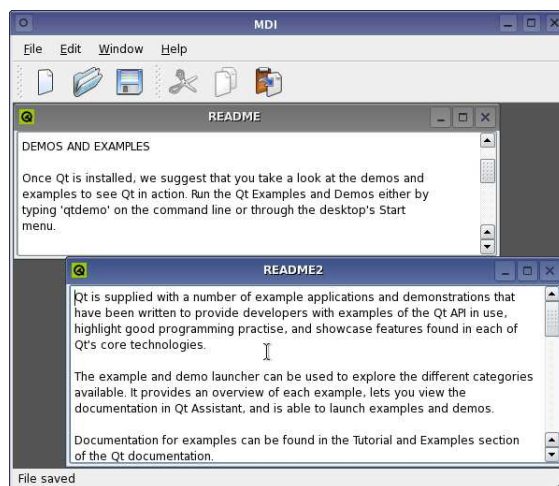 MDI
File Edit Window Help
README
DEMOS AND EXAMPLES
Once Qt is installed, we suggest that you take a look at the demos and
examples to see Qt in action. Run the Qt Examples and Demos either by
typing 'qtdemo' on the command line or through the desktop's Start
menu.
README2
Qt is supplied with a number of example applications and demonstrations that
have been written to provide developers with examples of the Qt API in use,
highlight good programming practise, and showcase features found in each of
Qt's core technologies.
The example and demo launcher can be used to explore the different categories
available. It provides an overview of each example, lets you view the
documentation in Qt Assistant, and is able to launch examples and demos.
Documentation for examples can be found in the Tutorial and Examples section
of the Qt documentation.
File saved